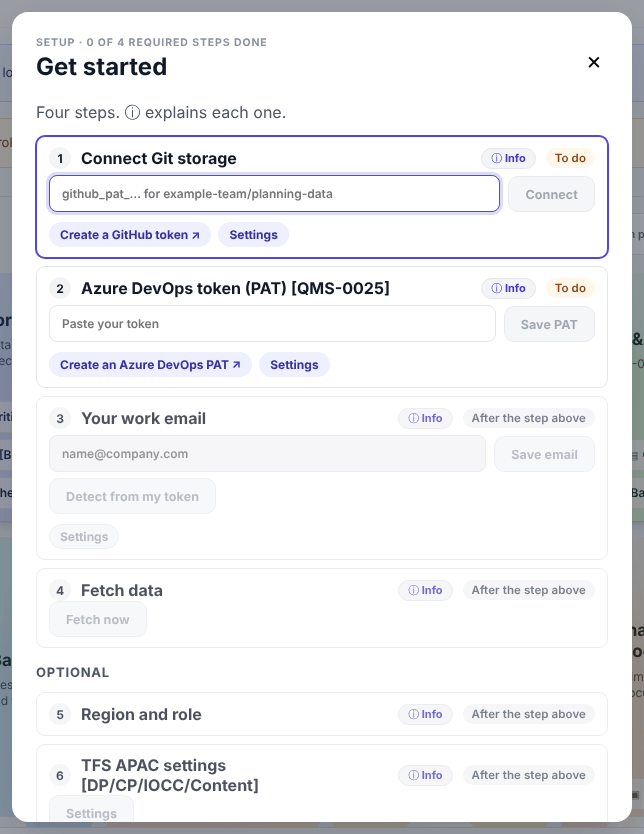 SETUP · 0 OF 4 REQUIRED STEPS DONE
Get started
✕
Four steps. ⓘ explains each one.
1 Connect Git storage ⓘ Info To do
github_pat_... for example-team/planning-data Connect
Create a GitHub token ↗ Settings
2 Azure DevOps token (PAT) [QMS-0025] ⓘ Info To do
Paste your token Save PAT
Create an Azure DevOps PAT ↗ Settings
3 Your work email ⓘ Info After the step above
name@company.com Save email
Detect from my token
Settings
4 Fetch data ⓘ Info After the step above
Fetch now
OPTIONAL
5 Region and role ⓘ Info After the step above
6 TFS APAC settings
[DP/CP/IOCC/Content] ⓘ Info After the step above
Settings